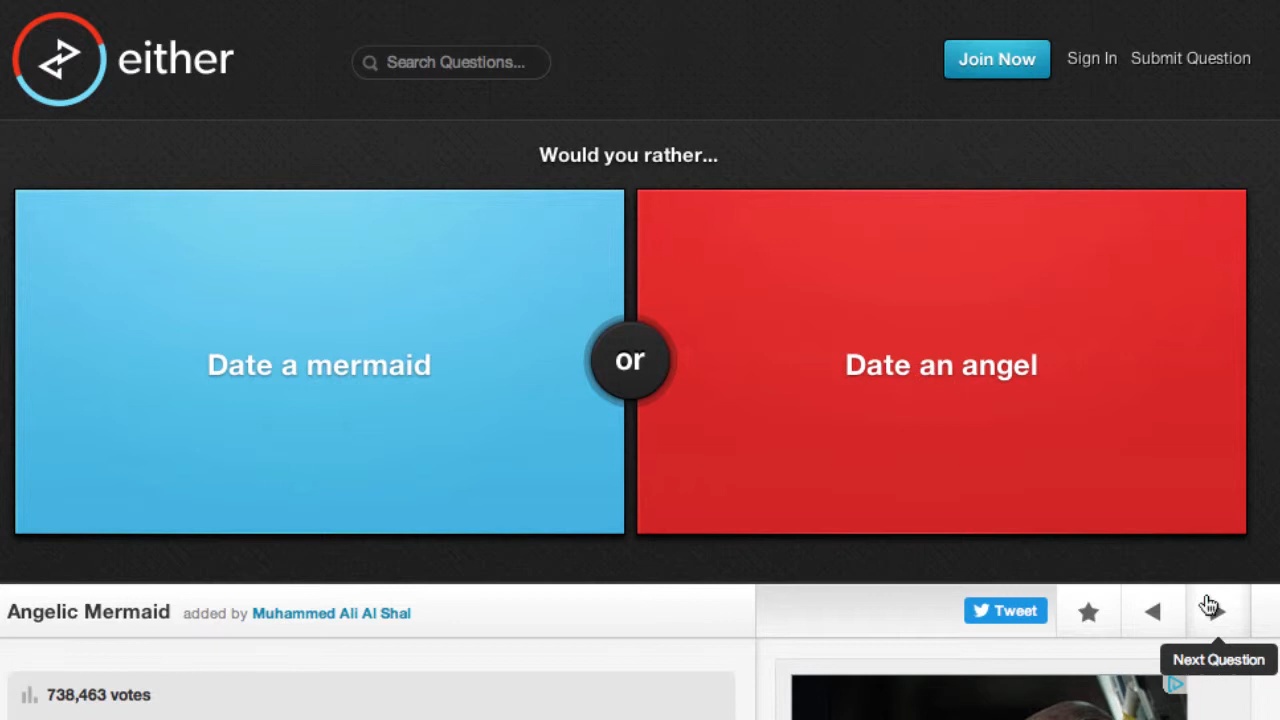 either
Search Questions...
Join Now
Sign In
Submit Question
Would you rather...
Date a mermaid
or
Date an angel
Angelic Mermaid added by Muhammed Ali Al Shal
Tweet
Next Question
738,463 votes